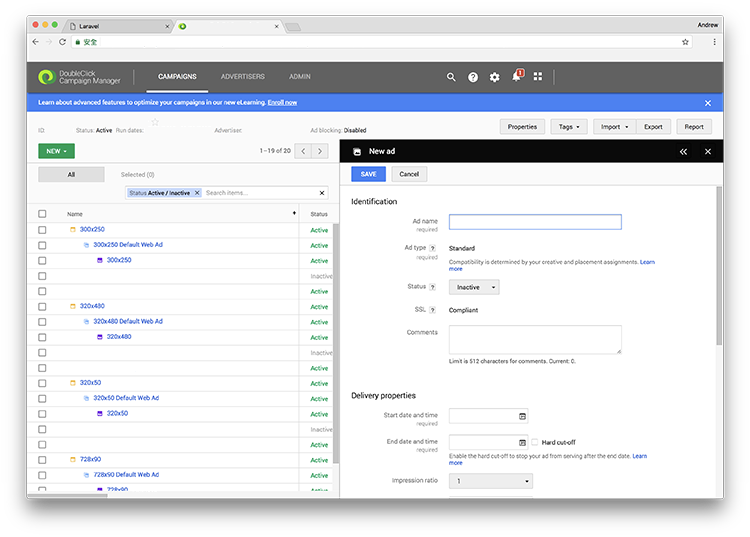 Laravel
Andrew
安全
DoubleClick
Campaign Manager
CAMPAIGNS
ADVERTISERS
ADMIN
1
Learn about advanced features to optimize your campaigns in our new eLearning. Enroll now
ID:
Status: Active
Run dates:
Advertiser:
Ad blocking: Disabled
Properties
Tags
Import
Export
Report
NEW
1–19 of 20
All
Selected (0)
Status Active / Inactive
Search items...
Name
Status
300x250
Active
300x250 Default Web Ad
Active
300x250
Active
Inactive
Active
320x480
Active
320x480 Default Web Ad
Active
320x480
Active
Inactive
Active
320x50
Active
320x50 Default Web Ad
Active
320x50
Active
Inactive
Active
728x90
Active
728x90 Default Web Ad
Active
728x90
Active
New ad
SAVE
Cancel
Identification
Ad name
required
Ad type ?
required
Standard
Compatibility is determined by your creative and placement assignments. Learn
more
Status ?
Inactive
SSL ?
Compliant
Comments
Limit is 512 characters for comments. Current: 0.
Delivery properties
Start date and time
required
End date and time
required
Hard cut-off
Enable the hard cut-off to stop your ad from serving after the end date. Learn
more
Impression ratio
1